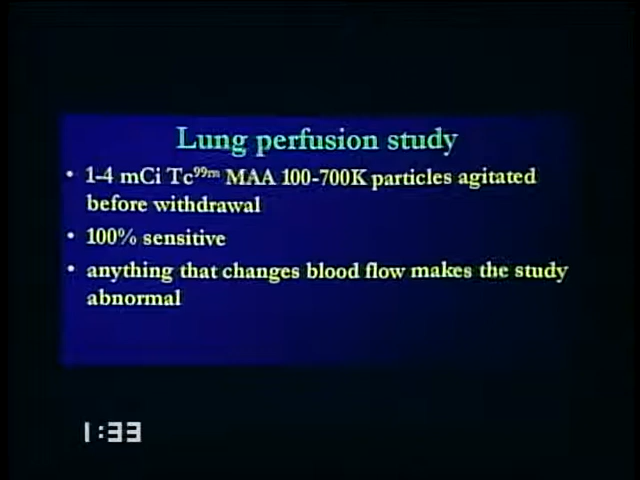 Lung perfusion study
• 1-4 mCi Tc99m MAA 100-700K particles agitated
before withdrawal
• 100% sensitive
• anything that changes blood flow makes the study
abnormal
1:33